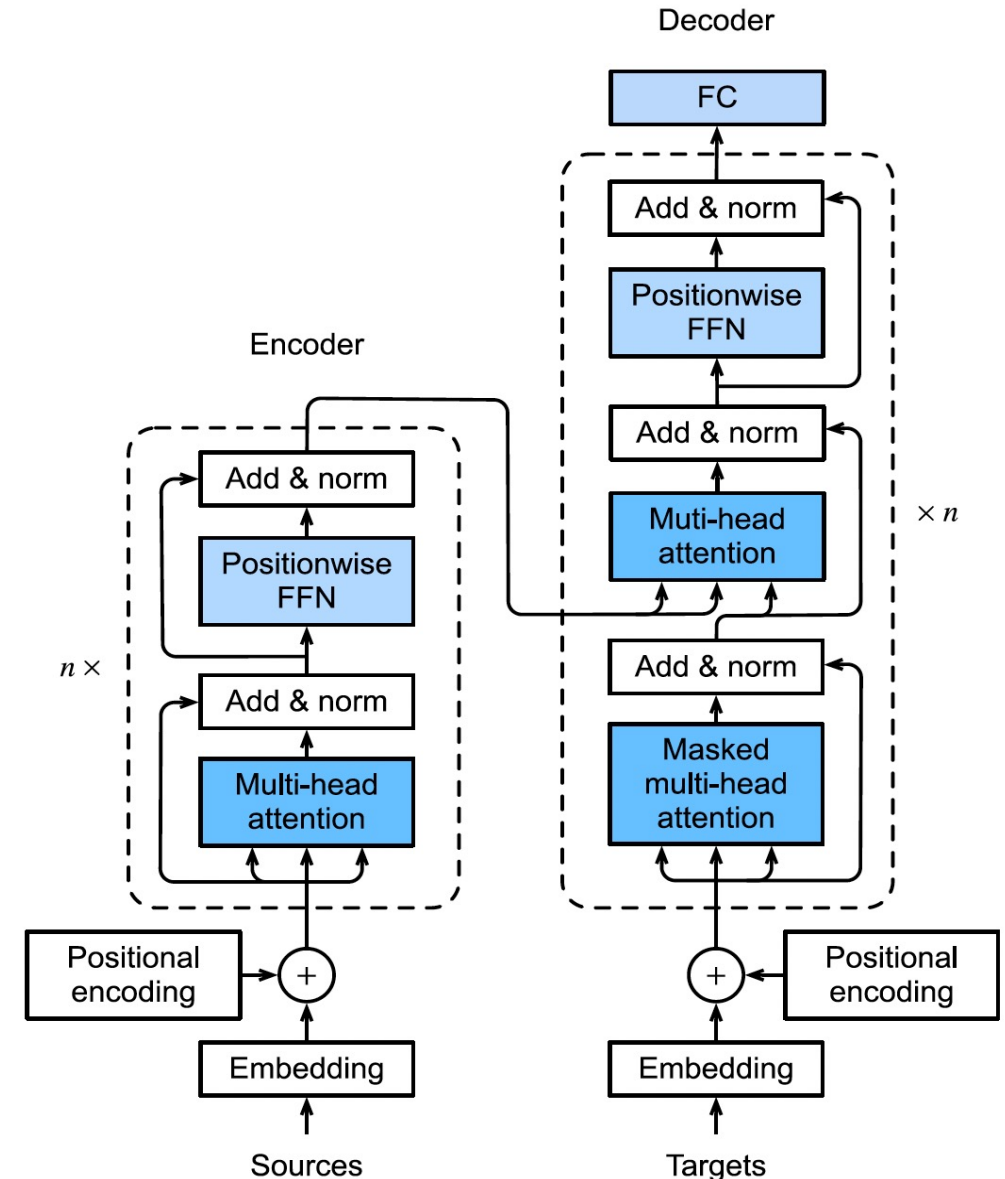 Decoder
FC
Add & norm
Positionwise
FFN
Add & norm
Muti-head
attention
× n
Add & norm
Masked
multi-head
attention
Positional
encoding
+
Embedding
Targets
Encoder
Add & norm
Positionwise
FFN
n ×
Add & norm
Multi-head
attention
Positional
encoding
+
Embedding
Sources